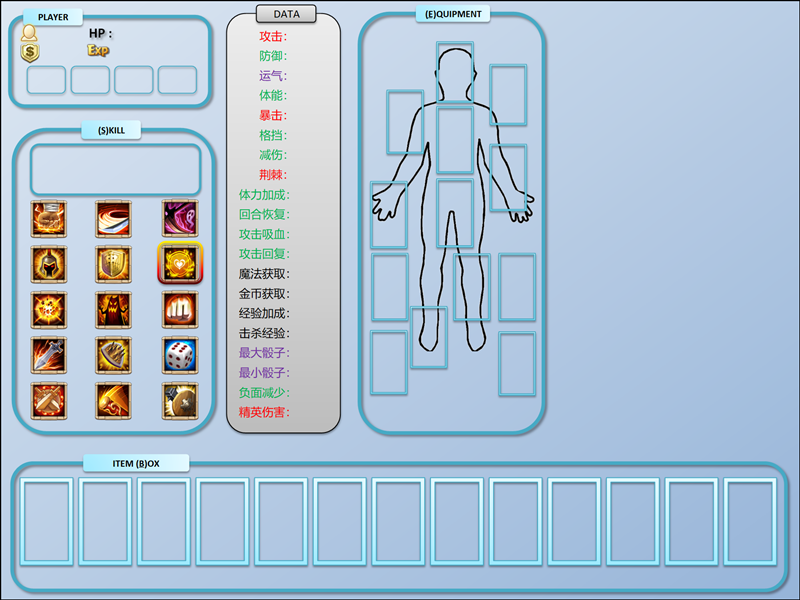 PLAYER
HP :
$
Exp
(S)KILL
DATA
攻击:
防御:
运气:
体能:
暴击:
格挡:
减伤:
荆棘:
体力加成:
回合恢复:
攻击吸血:
攻击回复:
魔法获取:
金币获取:
经验加成:
击杀经验:
最大骰子:
最小骰子:
负面减少:
精英伤害:
(E)QUIPMENT
ITEM (B)OX